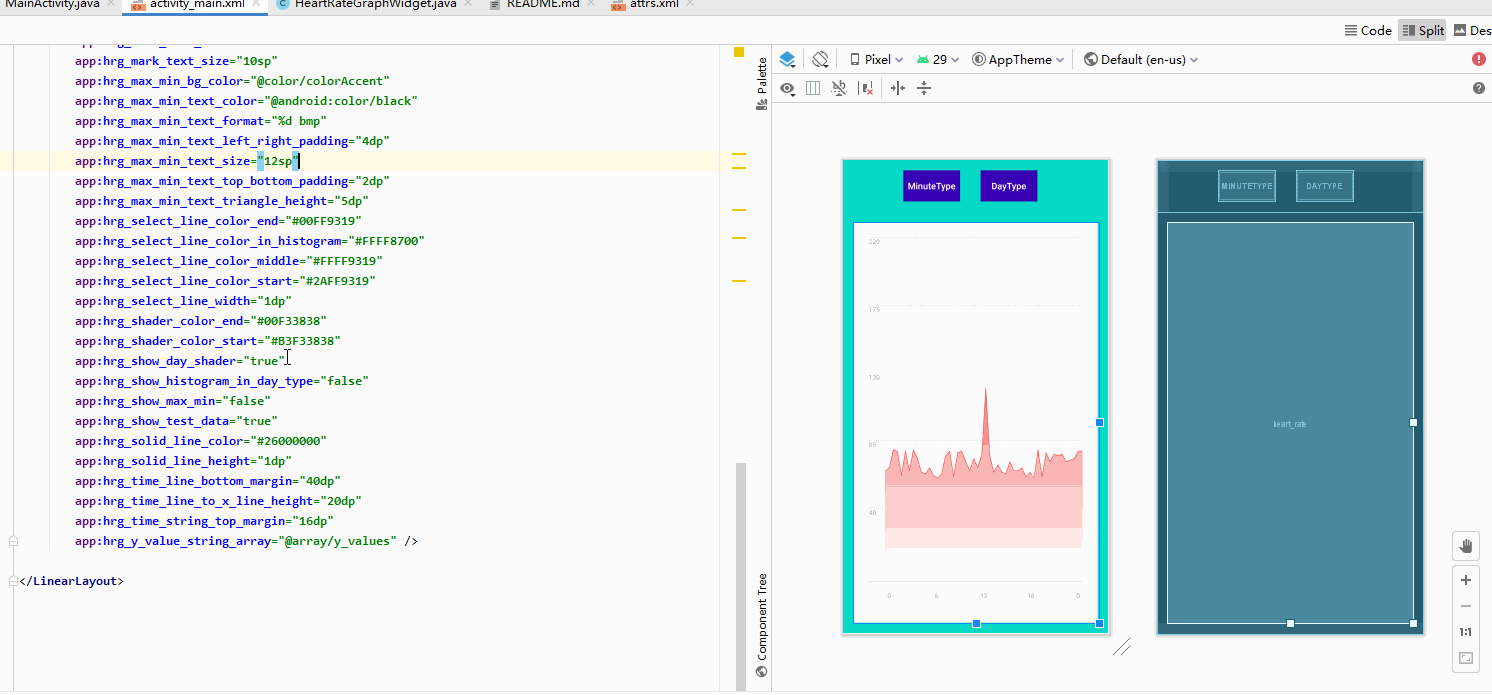 MainActivity.java
activity_main.xml
HeartRateGraphWidget.java
README.md
attrs.xml
Code
Split
Des
app:hrg_mark_text_size="10sp"
app:hrg_max_min_bg_color="@color/colorAccent"
app:hrg_max_min_text_color="@android:color/black"
app:hrg_max_min_text_format="%d bmp"
app:hrg_max_min_text_left_right_padding="4dp"
app:hrg_max_min_text_size="12sp"
app:hrg_max_min_text_top_bottom_padding="2dp"
app:hrg_max_min_text_triangle_height="5dp"
app:hrg_select_line_color_end="#00FF9319"
app:hrg_select_line_color_in_histogram="#FFFF8700"
app:hrg_select_line_color_middle="#FFFF9319"
app:hrg_select_line_color_start="#2AFF9319"
app:hrg_select_line_width="1dp"
app:hrg_shader_color_end="#00F33838"
app:hrg_shader_color_start="#B3F33838"
app:hrg_show_day_shader="true"
app:hrg_show_histogram_in_day_type="false"
app:hrg_show_max_min="false"
app:hrg_show_test_data="true"
app:hrg_solid_line_color="#26000000"
app:hrg_solid_line_height="1dp"
app:hrg_time_line_bottom_margin="40dp"
app:hrg_time_line_to_x_line_height="20dp"
app:hrg_time_string_top_margin="16dp"
app:hrg_y_value_string_array="@array/y_values" />
</LinearLayout>
Palette
Component Tree
Pixel
29
AppTheme
Default (en-us)
MinuteType
DayType
220
175
130
85
40
0 6 12 18 0
MINUTETYPE
DAYTYPE
heart_rate
1:1